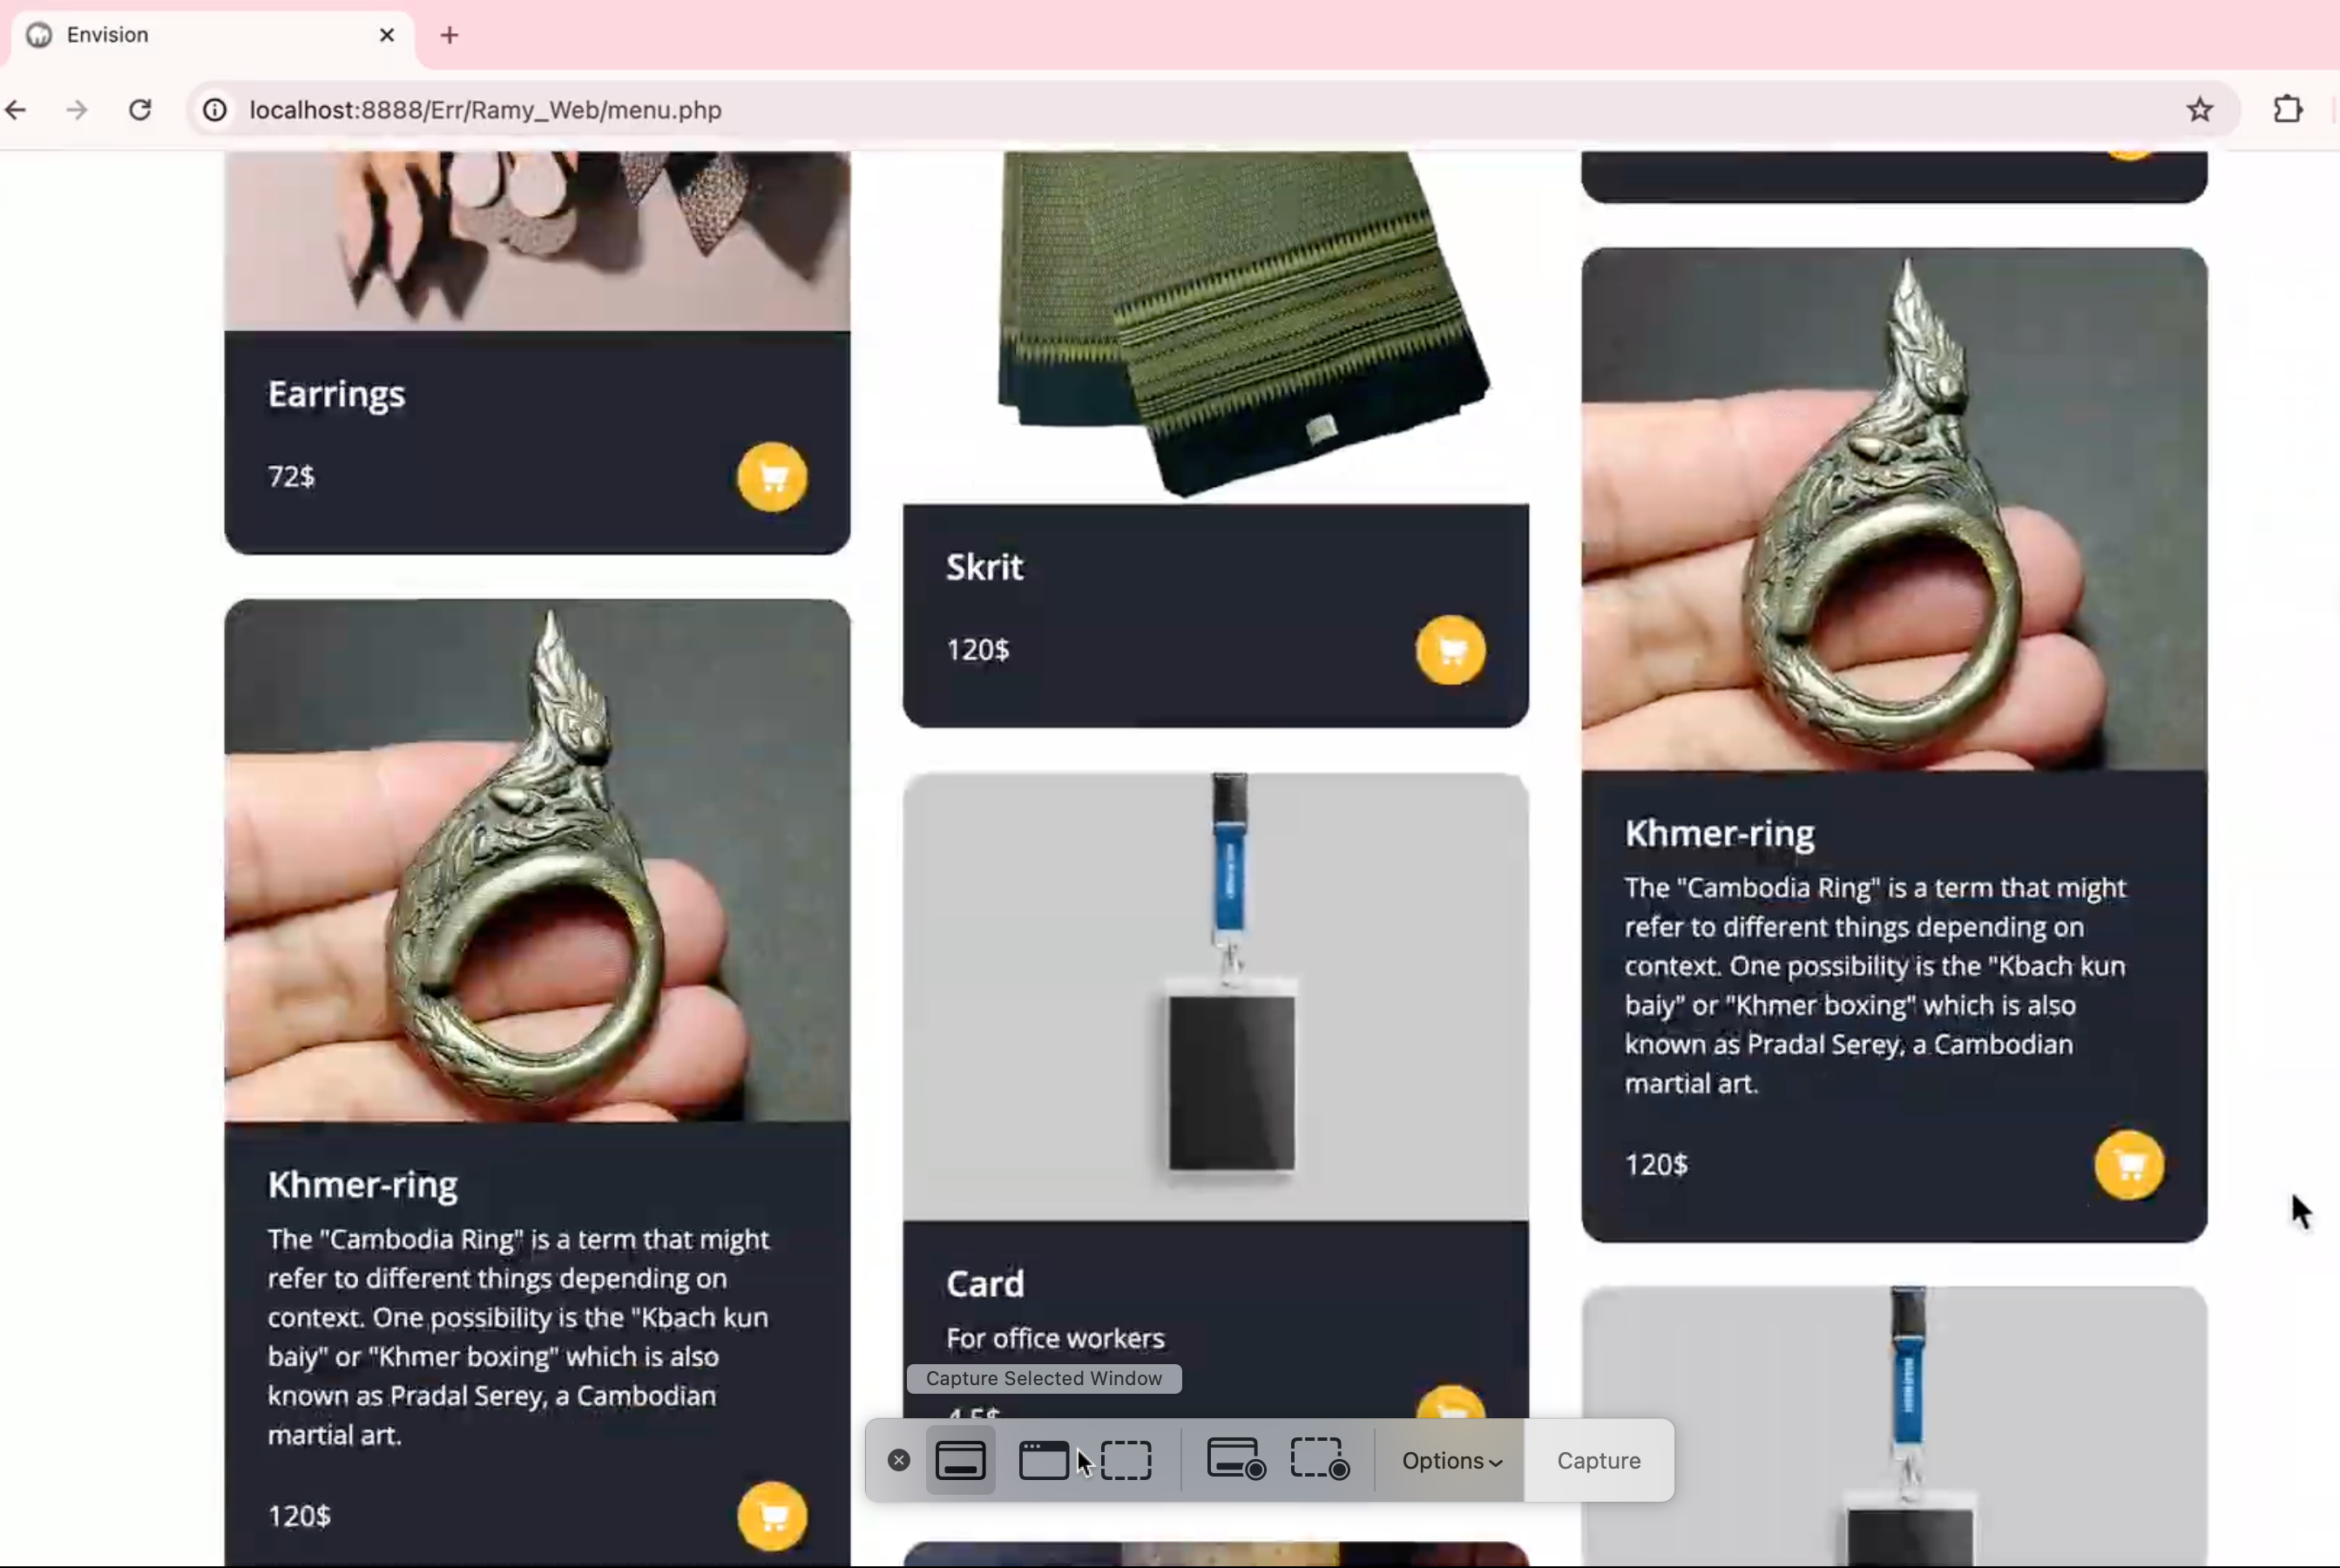 Envision
localhost:8888/Err/Ramy_Web/menu.php
Earrings
72$
Khmer-ring
The "Cambodia Ring" is a term that might
refer to different things depending on
context. One possibility is the "Kbach kun
baiy" or "Khmer boxing" which is also
known as Pradal Serey, a Cambodian
martial art.
120$
Skrit
120$
Card
For office workers
Capture Selected Window
Options
Capture
Khmer-ring
The "Cambodia Ring" is a term that might
refer to different things depending on
context. One possibility is the "Kbach kun
baiy" or "Khmer boxing" which is also
known as Pradal Serey, a Cambodian
martial art.
120$